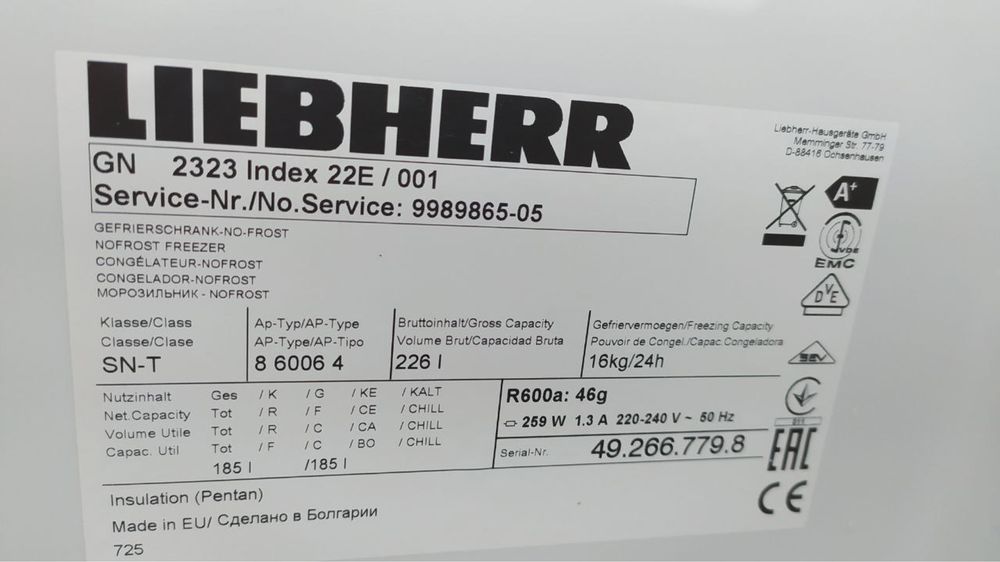 LIEBHERR
Liebherr-Hausgeräte GmbH
Memminger Str. 77-79
D-88416 Ochsenhausen
GN 2323 Index 22E / 001
Service-Nr./No.Service: 9989865-05
A+
GEFRIERSCHRANK-NO-FROST
NOFROST FREEZER
CONGÉLATEUR-NOFROST
CONGELADOR-NOFROST
МОРОЗИЛЬНИК - NOFROST
VDE
EMC
DVE
SEV
Klasse/Class
Classe/Clase
SN-T
Ap-Typ/AP-Type
AP-Type/AP-Tipo
8 6006 4
Bruttoinhalt/Gross Capacity
Volume Brut/Capacidad Bruta
226 l
Gefriervermoegen/Freezing Capacity
Pouvoir de Congel./Capac.Congeladora
16kg/24h
Nutzinhalt Ges / K / G / KE / KALT
Net.Capacity Tot / R / F / CE / CHILL
Volume Utile Tot / R / C / CA / CHILL
Capac. Util Tot / F / C / BO / CHILL
185 l /185 l
R600a: 46g
259 W 1.3 A 220-240 V ~ 50 Hz
Serial-Nr. 49.266.779.8
011
EAC
CE
Insulation (Pentan)
Made in EU/ Сделано в Болгарии
725